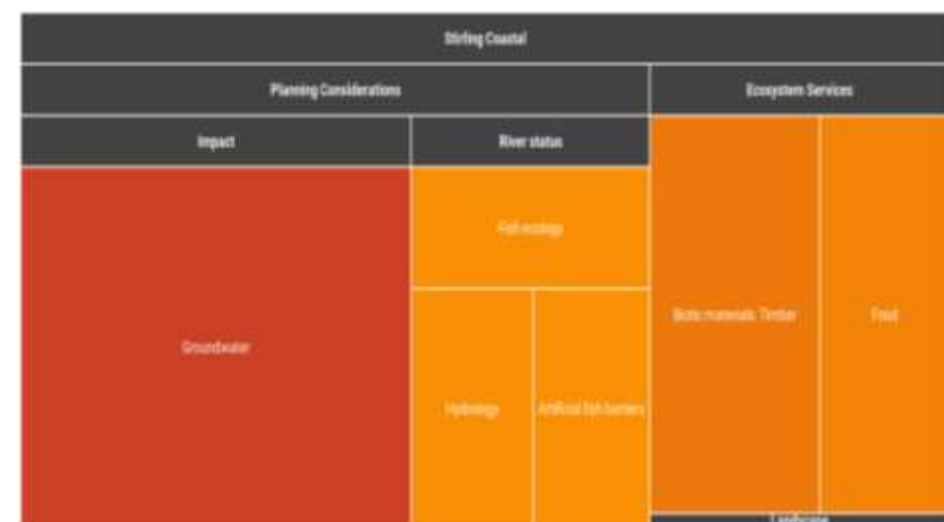 Stirling Coastal
Planning Considerations
Ecosystem Services
Impact
River status
Fish ecology
Groundwater
Biotic materials: Timber
Food
Hydrology
Artificial fish barriers
Landscape